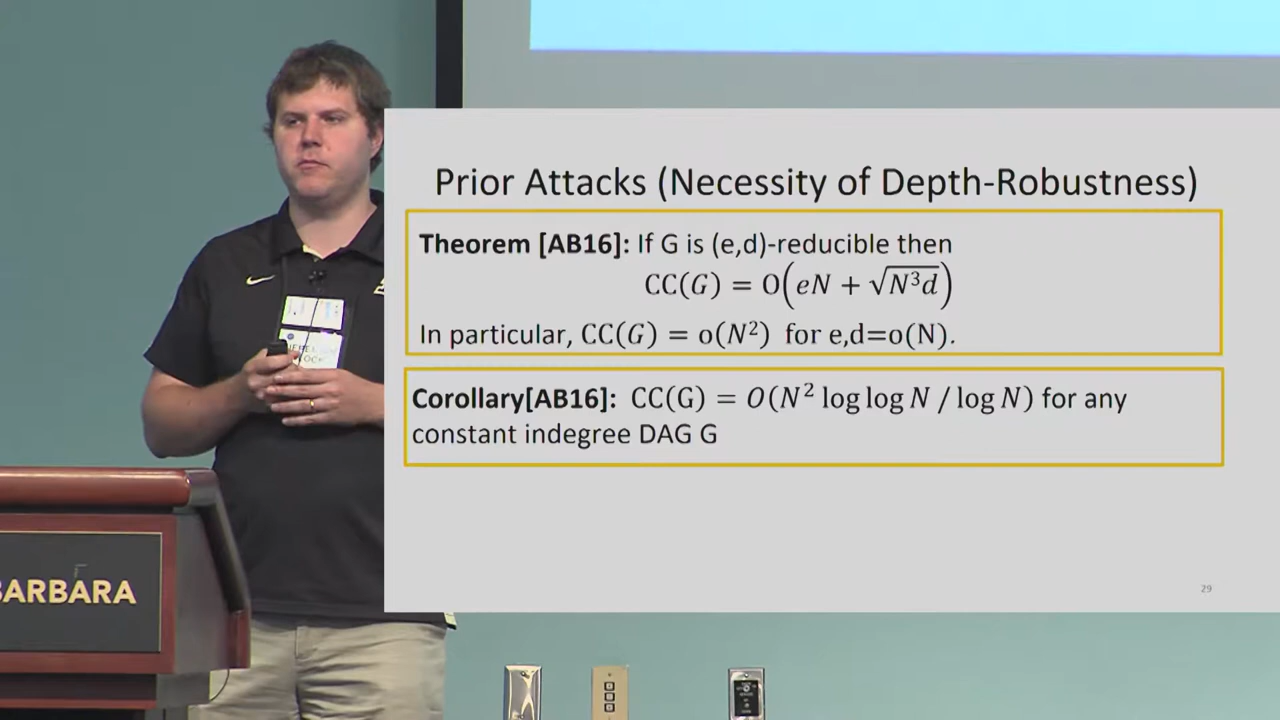 Prior Attacks (Necessity of Depth-Robustness)
Theorem [AB16]: If G is (e,d)-reducible then
CC(G) = O(eN + √N³d)
In particular, CC(G) = o(N²) for e,d=o(N).
Corollary[AB16]: CC(G) = O(N² log log N / log N) for any
constant indegree DAG G
29
BARBARA